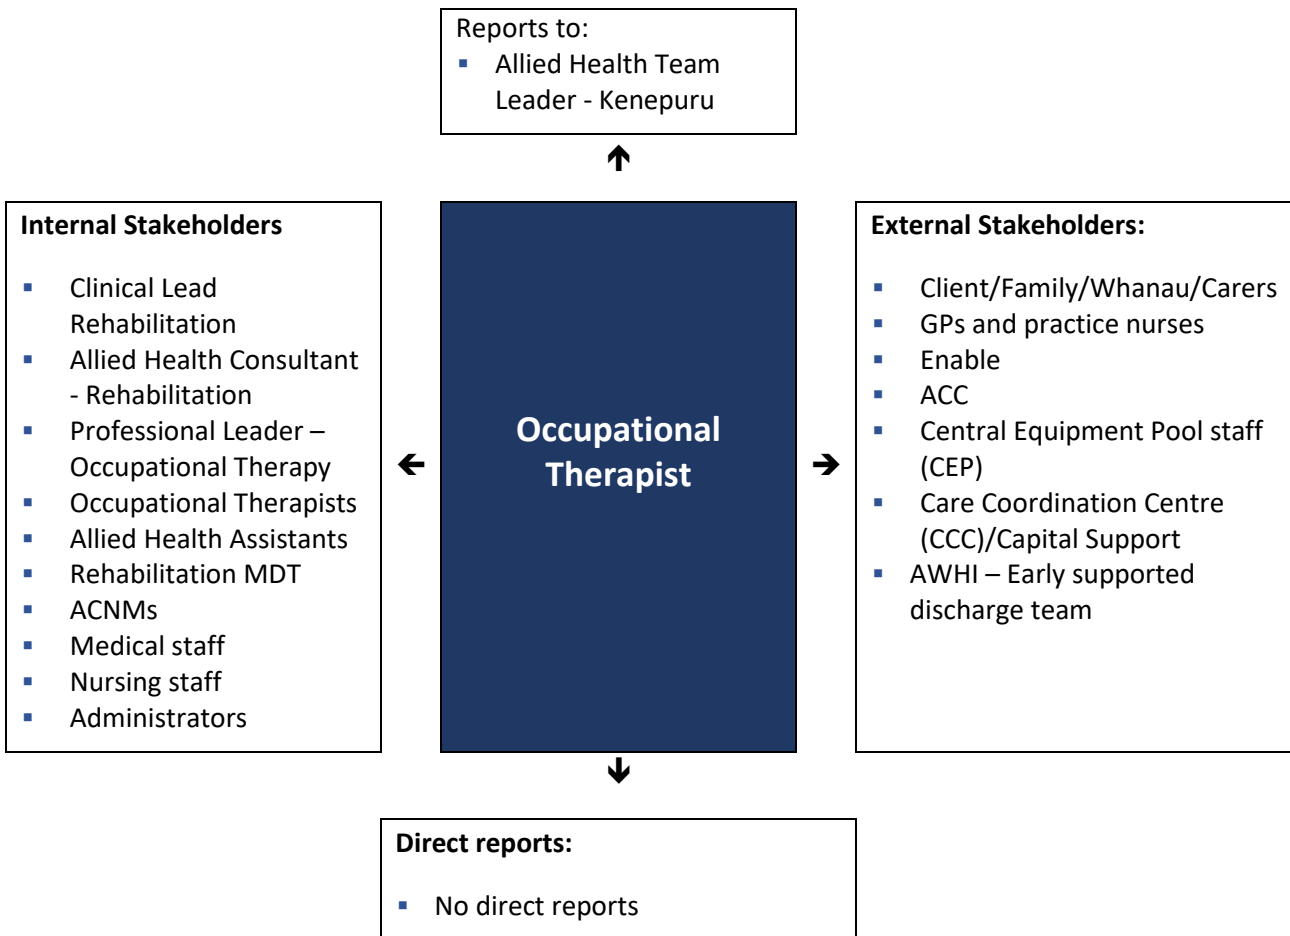 Reports to:
▪ Allied Health Team
Leader - Kenepuru
Internal Stakeholders
▪ Clinical Lead
Rehabilitation
▪ Allied Health Consultant
- Rehabilitation
▪ Professional Leader –
Occupational Therapy
▪ Occupational Therapists
▪ Allied Health Assistants
▪ Rehabilitation MDT
▪ ACNMs
▪ Medical staff
▪ Nursing staff
▪ Administrators
Occupational
Therapist
External Stakeholders:
▪ Client/Family/Whanau/Carers
▪ GPs and practice nurses
▪ Enable
▪ ACC
▪ Central Equipment Pool staff
(CEP)
▪ Care Coordination Centre
(CCC)/Capital Support
▪ AWHI – Early supported
discharge team
Direct reports:
▪ No direct reports